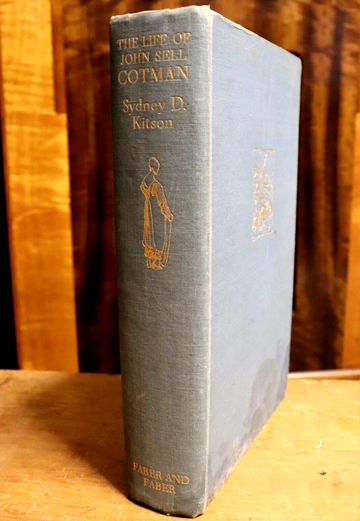 THE LIFE OF
JOHN SELL
COTMAN
Sydney D.
Kitson
FABER AND
FABER